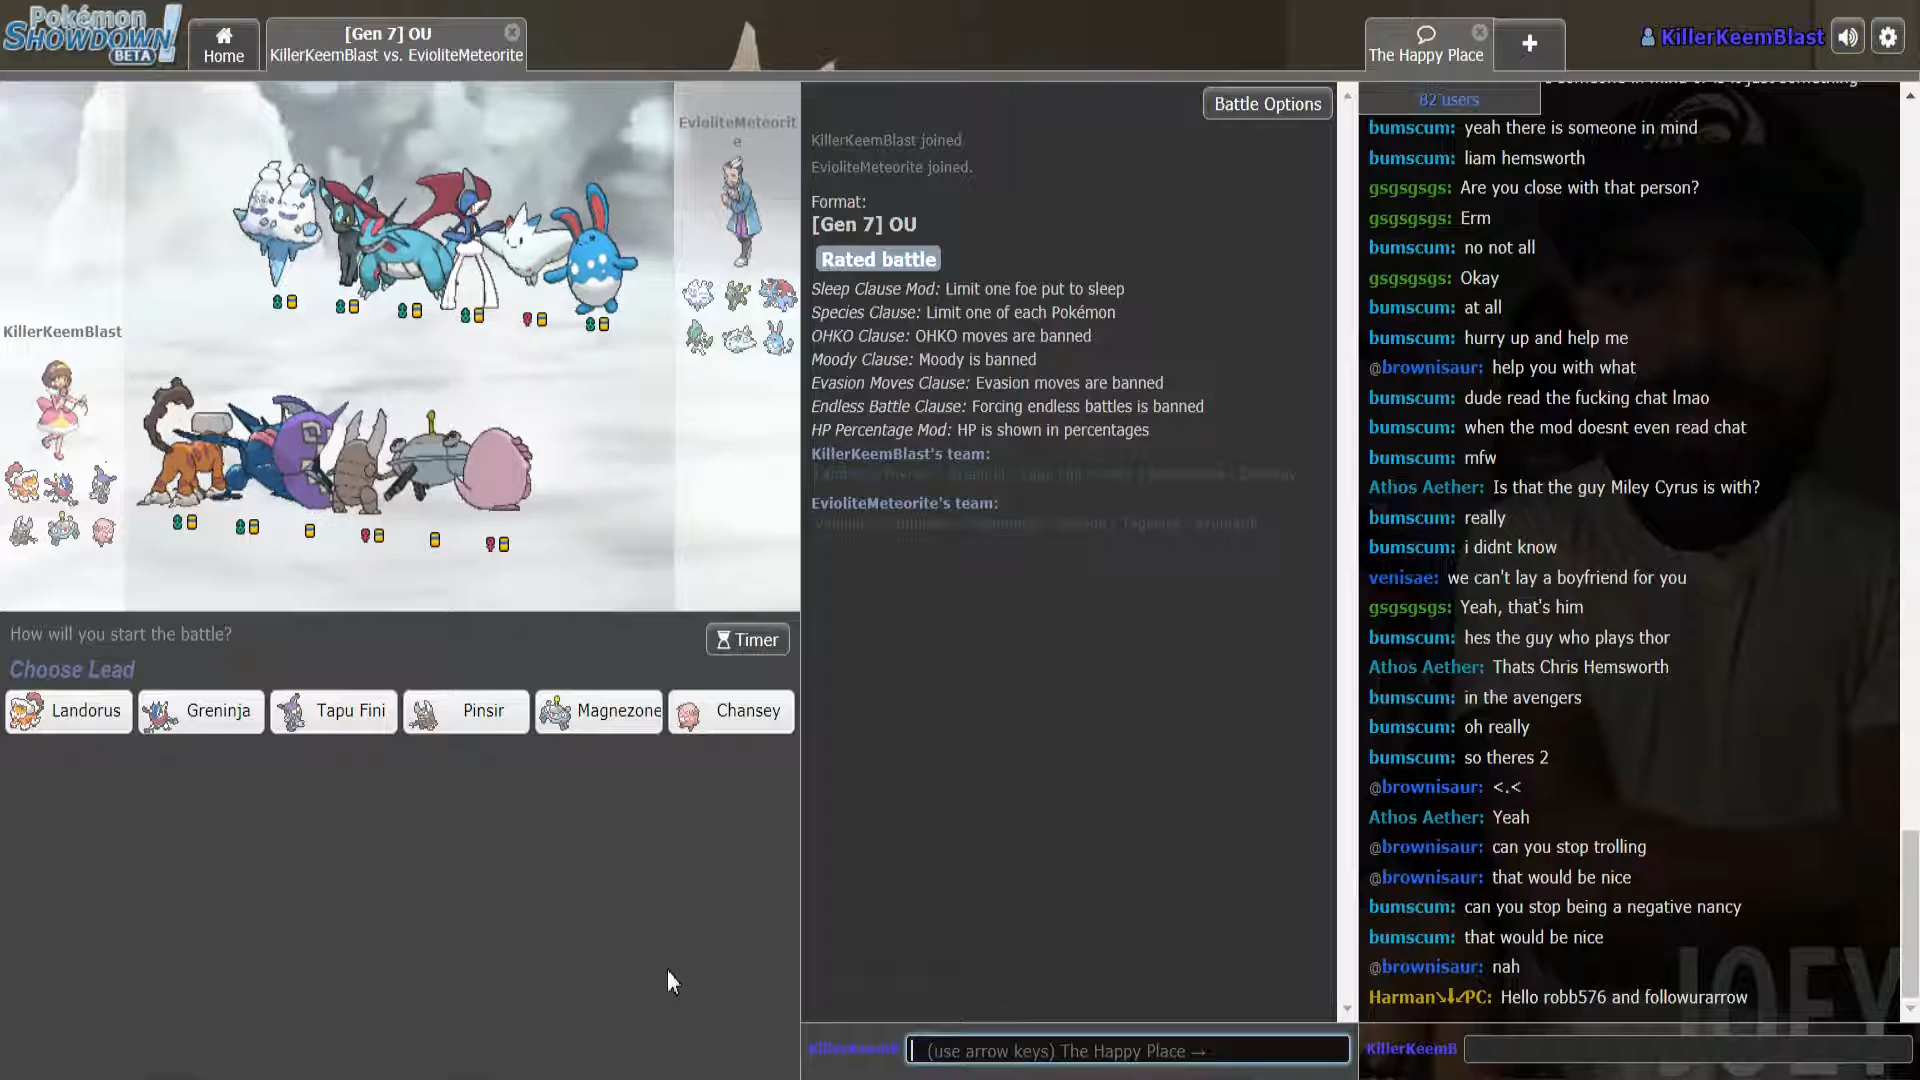 Pokémon
SHOWDOWN!
BETA
Home
[Gen 7] OU
KillerKeemBlast vs. EvioliteMeteorite
The Happy Place
KillerKeemBlast
EvioliteMeteorit
e
KillerKeemBlast
How will you start the battle?
Timer
Choose Lead
Landorus
Greninja
Tapu Fini
Pinsir
Magnezone
Chansey
Battle Options
KillerKeemBlast joined
EvioliteMeteorite joined.
Format:
[Gen 7] OU
Rated battle
Sleep Clause Mod: Limit one foe put to sleep
Species Clause: Limit one of each Pokémon
OHKO Clause: OHKO moves are banned
Moody Clause: Moody is banned
Evasion Moves Clause: Evasion moves are banned
Endless Battle Clause: Forcing endless battles is banned
HP Percentage Mod: HP is shown in percentages
KillerKeemBlast's team:
EvioliteMeteorite's team:
KillerKeemB
(use arrow keys) The Happy Place →
82 users
bumscum: yeah there is someone in mind
bumscum: liam hemsworth
gsgsgsgs: Are you close with that person?
gsgsgsgs: Erm
bumscum: no not all
gsgsgsgs: Okay
bumscum: at all
bumscum: hurry up and help me
@brownisaur: help you with what
bumscum: dude read the fucking chat lmao
bumscum: when the mod doesnt even read chat
bumscum: mfw
Athos Aether: Is that the guy Miley Cyrus is with?
bumscum: really
bumscum: i didnt know
venisae: we can't lay a boyfriend for you
gsgsgsgs: Yeah, that's him
bumscum: hes the guy who plays thor
Athos Aether: Thats Chris Hemsworth
bumscum: in the avengers
bumscum: oh really
bumscum: so theres 2
@brownisaur: <.<
Athos Aether: Yeah
@brownisaur: can you stop trolling
@brownisaur: that would be nice
bumscum: can you stop being a negative nancy
bumscum: that would be nice
@brownisaur: nah
Harman↘⇃↙PC: Hello robb576 and followurarrow
JOEY
KillerKeemB